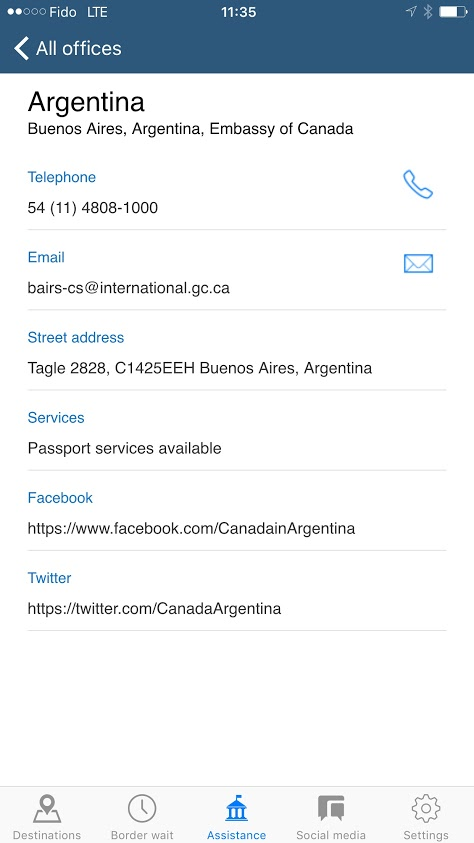 Fido LTE 11:35
All offices
Argentina
Buenos Aires, Argentina, Embassy of Canada
Telephone
54 (11) 4808-1000
Email
bairs-cs@international.gc.ca
Street address
Tagle 2828, C1425EEH Buenos Aires, Argentina
Services
Passport services available
Facebook
https://www.facebook.com/CanadainArgentina
Twitter
https://twitter.com/CanadaArgentina
Destinations Border wait Assistance Social media Settings